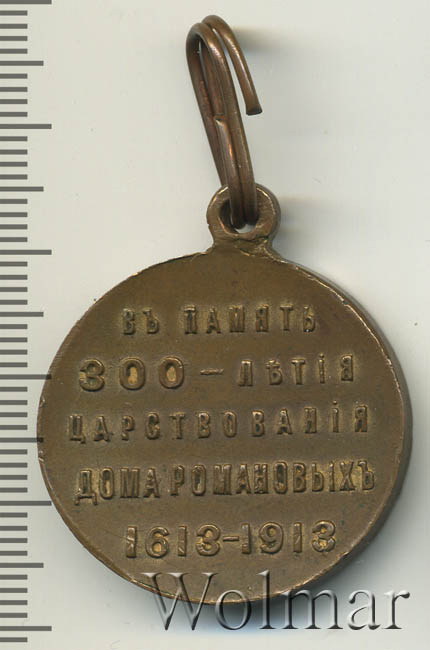 ВЪ ПАМЯТЬ
300 — ЛѢТІЯ
ЦАРСТВОВАНІЯ
ДОМА РОМАНОВЫХЪ
1613-1913
Wolmar